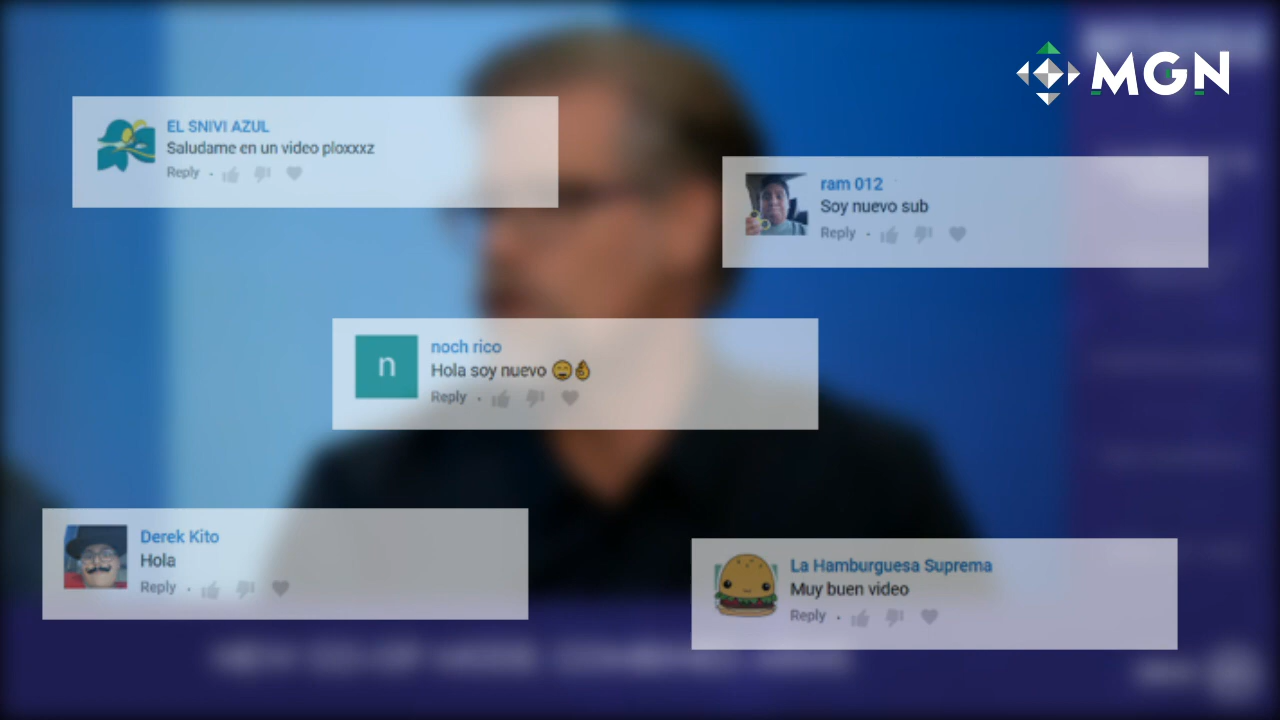 MGN
EL SNIVI AZUL
Saludame en un video ploxxxz
Reply
ram 012
Soy nuevo sub
Reply
n
noch rico
Hola soy nuevo 😄👌
Reply
Derek Kito
Hola
Reply
La Hamburguesa Suprema
Muy buen video
Reply